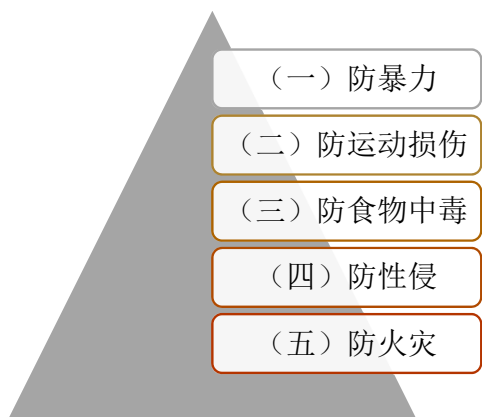 （一）防暴力
（二）防运动损伤
（三）防食物中毒
（四）防性侵
（五）防火灾